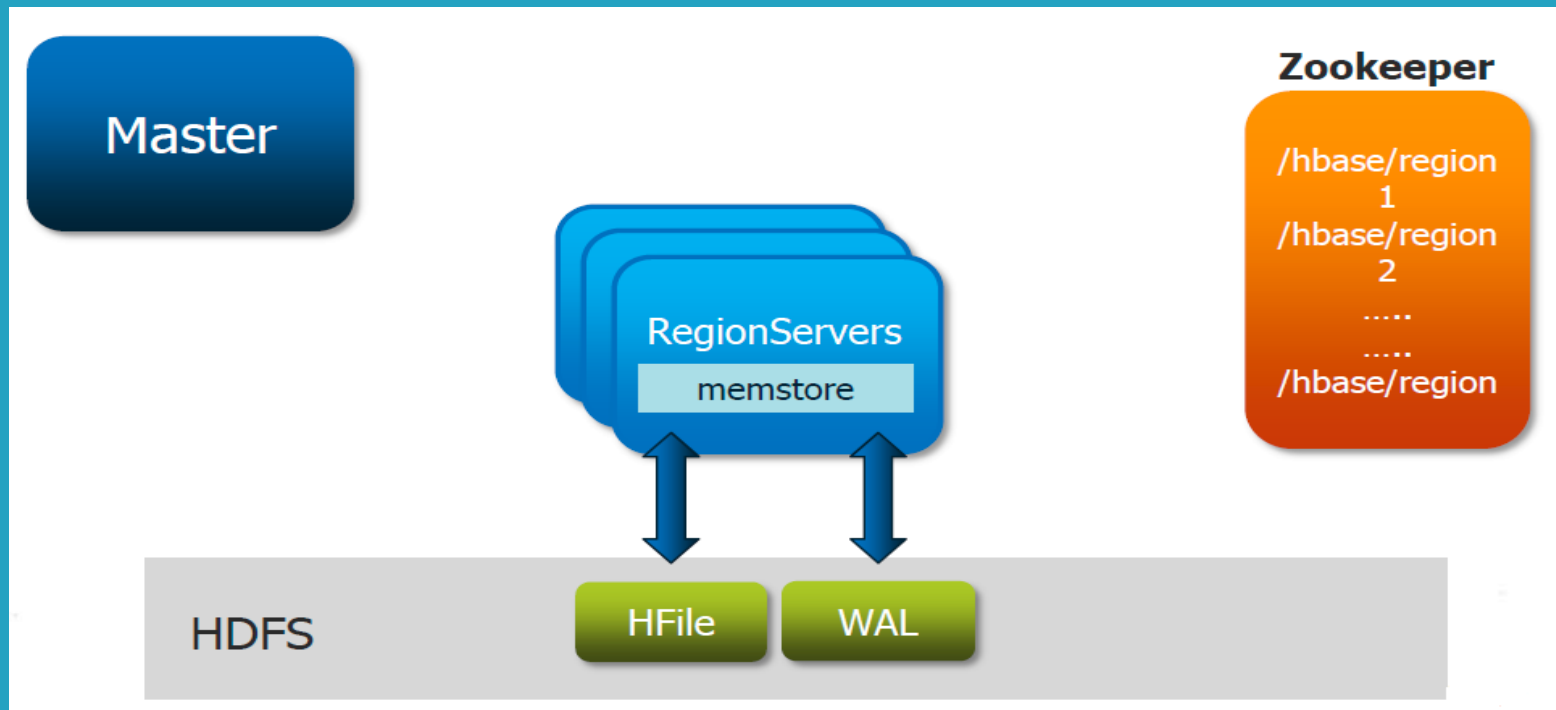 Master
Zookeeper
/hbase/region
1
/hbase/region
2
.....
.....
/hbase/region
RegionServers
memstore
HDFS
HFile
WAL